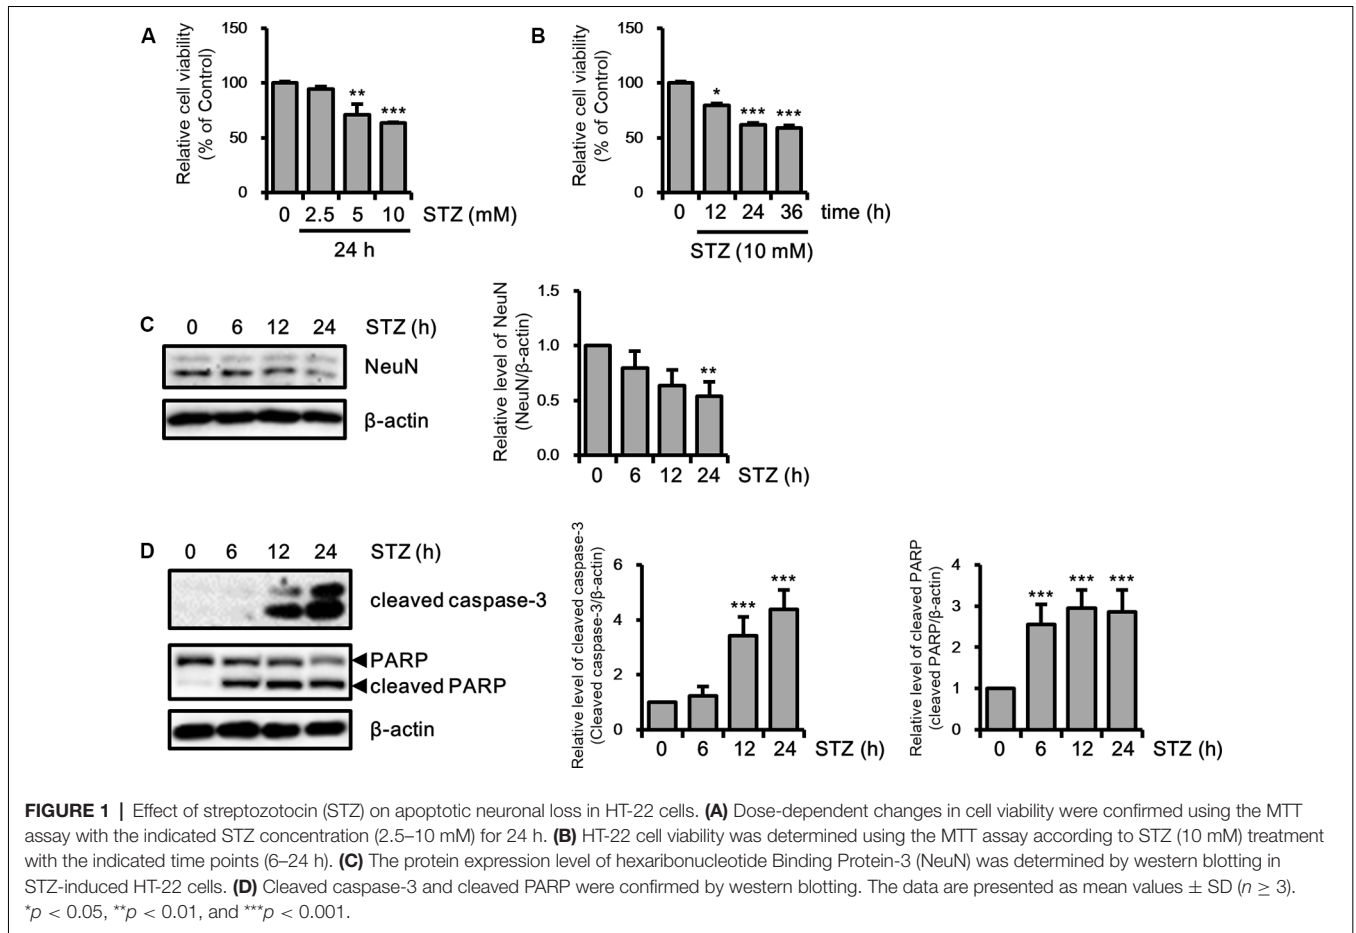 A
Relative cell viability
(% of Control)
150
100
50
0
**
***
0 2.5 5 10 STZ (mM)
24 h
B
Relative cell viability
(% of Control)
150
100
50
0
*
***
***
0 12 24 36 time (h)
STZ (10 mM)
C
0 6 12 24 STZ (h)
NeuN
β-actin
Relative level of NeuN
(NeuN/β-actin)
1.5
1.0
0.5
0.0
**
0 6 12 24 STZ (h)
D
0 6 12 24 STZ (h)
cleaved caspase-3
PARP
cleaved PARP
β-actin
Relative level of cleaved caspase-3
(Cleaved caspase-3/β-actin)
6
4
2
0
***
***
0 6 12 24 STZ (h)
Relative level of cleaved PARP
(cleaved PARP/β-actin)
4
3
2
1
0
***
***
***
0 6 12 24 STZ (h)
FIGURE 1 | Effect of streptozotocin (STZ) on apoptotic neuronal loss in HT-22 cells. (A) Dose-dependent changes in cell viability were confirmed using the MTT
assay with the indicated STZ concentration (2.5–10 mM) for 24 h. (B) HT-22 cell viability was determined using the MTT assay according to STZ (10 mM) treatment
with the indicated time points (6–24 h). (C) The protein expression level of hexaribonucleotide Binding Protein-3 (NeuN) was determined by western blotting in
STZ-induced HT-22 cells. (D) Cleaved caspase-3 and cleaved PARP were confirmed by western blotting. The data are presented as mean values ± SD (n ≥ 3).
*p < 0.05, **p < 0.01, and ***p < 0.001.